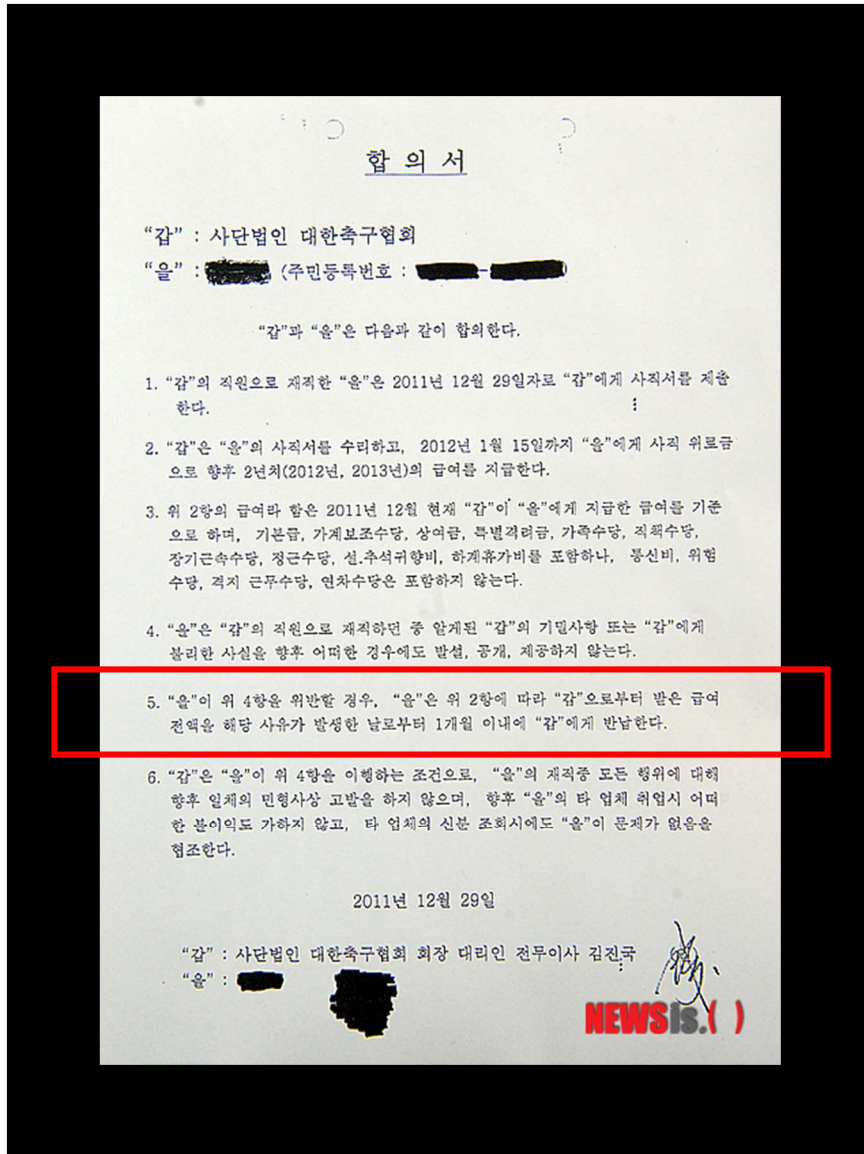 합 의 서
“갑” : 사단법인 대한축구협회
“을” : (주민등록번호 : - )
“갑”과 “을”은 다음과 같이 합의한다.
1. “갑”의 직원으로 재직한 “을”은 2011년 12월 29일자로 “갑”에게 사직서를 제출
한다.
2. “갑”은 “을”의 사직서를 수리하고, 2012년 1월 15일까지 “을”에게 사직 위로금
으로 향후 2년치(2012년, 2013년)의 급여를 지급한다.
3. 위 2항의 급여라 함은 2011년 12월 현재 “갑”이 “을”에게 지급한 급여를 기준
으로 하며, 기본급, 가계보조수당, 상여금, 특별격려금, 가족수당, 직책수당,
장기근속수당, 정근수당, 설.추석귀향비, 하계휴가비를 포함하나, 통신비, 위험
수당, 격지 근무수당, 연차수당은 포함하지 않는다.
4. “을”은 “갑”의 직원으로 재직하던 중 알게된 “갑”의 기밀사항 또는 “갑”에게
불리한 사실을 향후 어떠한 경우에도 발설, 공개, 제공하지 않는다.
5. “을”이 위 4항을 위반할 경우, “을”은 위 2항에 따라 “갑”으로부터 받은 급여
전액을 해당 사유가 발생한 날로부터 1개월 이내에 “갑”에게 반납한다.
6. “갑”은 “을”이 위 4항을 이행하는 조건으로, “을”의 재직중 모든 행위에 대해
향후 일체의 민형사상 고발을 하지 않으며, 향후 “을”의 타 업체 취업시 어떠
한 불이익도 가하지 않고, 타 업체의 신분 조회시에도 “을”이 문제가 없음을
협조한다.
2011년 12월 29일
“갑” : 사단법인 대한축구협회 회장 대리인 전무이사 김진국
“을” :
NEWSis.( )